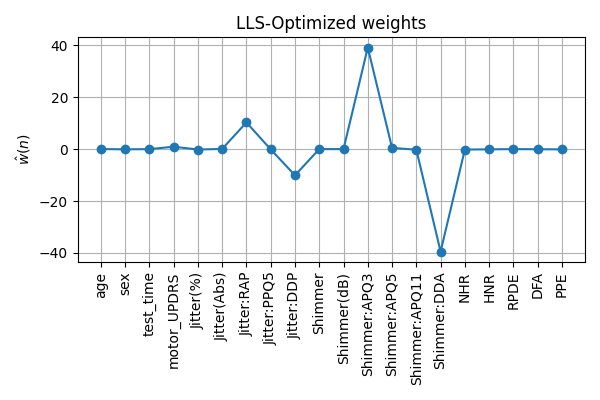 LLS-Optimized weights
ŵ(n)
40
20
0
−20
−40
age
sex
test_time
motor_UPDRS
Jitter(%)
Jitter(Abs)
Jitter:RAP
Jitter:PPQ5
Jitter:DDP
Shimmer
Shimmer(dB)
Shimmer:APQ3
Shimmer:APQ5
Shimmer:APQ11
Shimmer:DDA
NHR
HNR
RPDE
DFA
PPE